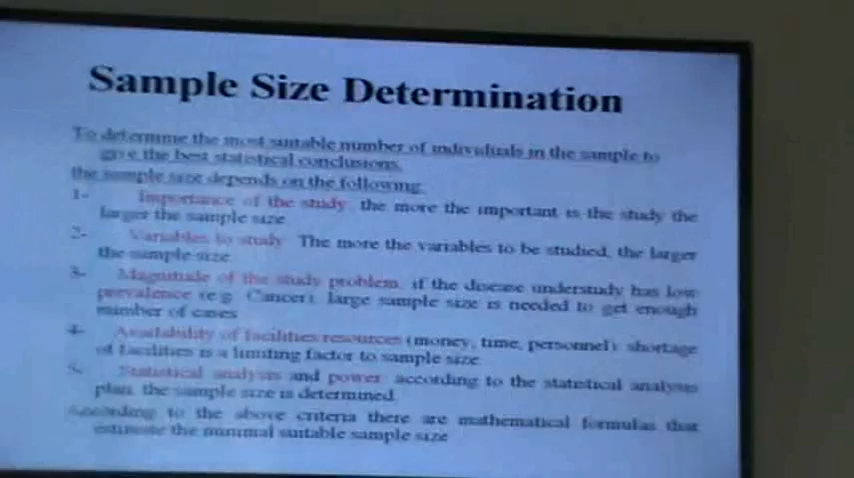 Sample Size Determination
To determine the most suitable number of individuals in the sample to
give the best statistical conclusions.
the sample size depends on the following:
1- Importance of the study: the more the important is the study the
larger the sample size
2- Variables to study: The more the variables to be studied, the larger
the sample size
3- Magnitude of the study problem: if the disease understudy has low
prevalence (e.g. Cancer), large sample size is needed to get enough
number of cases
4- Availability of facilities/resources (money, time, personnel): shortage
of facilities is a limiting factor to sample size
5- Statistical analysis and power: according to the statistical analyses
plan, the sample size is determined
According to the above criteria there are mathematical formulas that
estimate the minimal suitable sample size